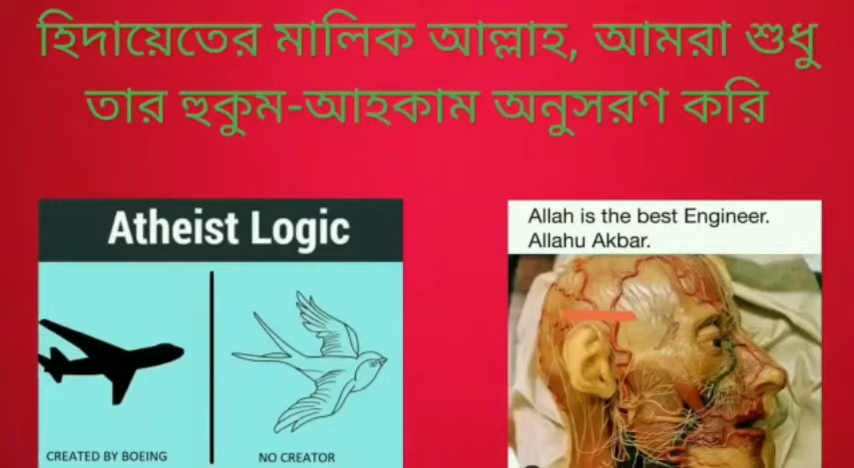 হিদায়েতের মালিক আল্লাহ, আমরা শুধু
তার হুকুম-আহকাম অনুসরণ করি
Atheist Logic
CREATED BY BOEING
NO CREATOR
Allah is the best Engineer.
Allahu Akbar.